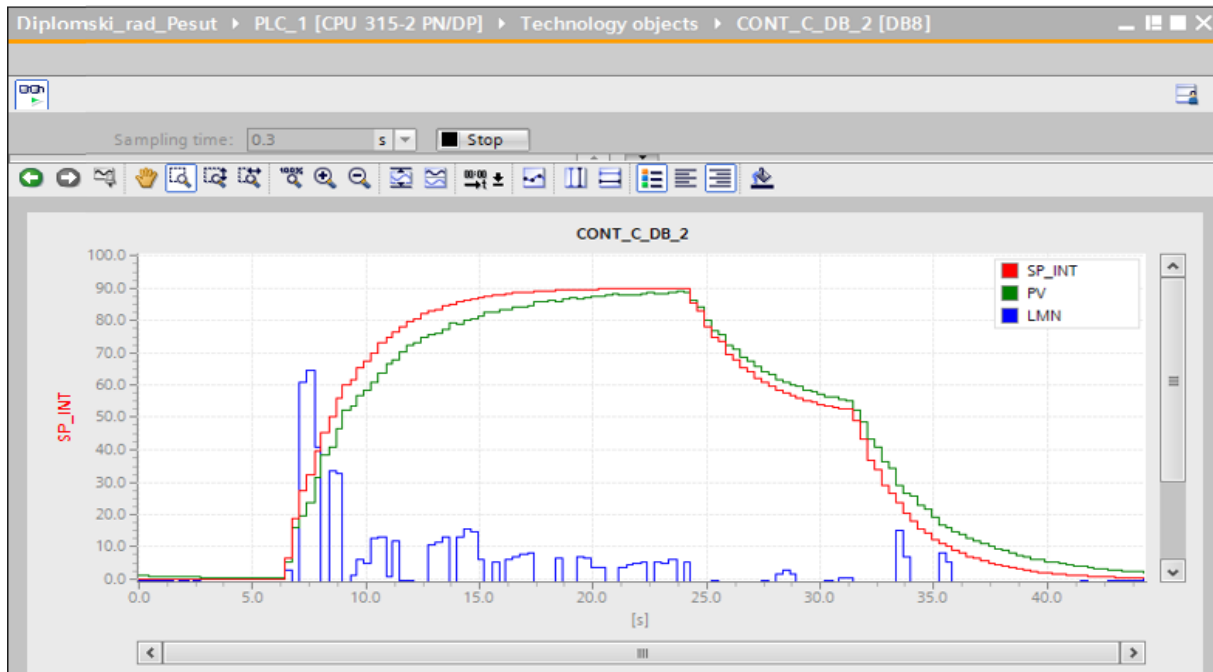 Diplomski_rad_Pesut ▸ PLC_1 [CPU 315-2 PN/DP] ▸ Technology objects ▸ CONT_C_DB_2 [DB8]
Sampling time: 0.3 s Stop
100%
00:00
CONT_C_DB_2
100.0
90.0
80.0
70.0
60.0
50.0
40.0
30.0
20.0
10.0
0.0
SP_INT
SP_INT
PV
LMN
0.0 5.0 10.0 15.0 20.0 25.0 30.0 35.0 40.0
[s]